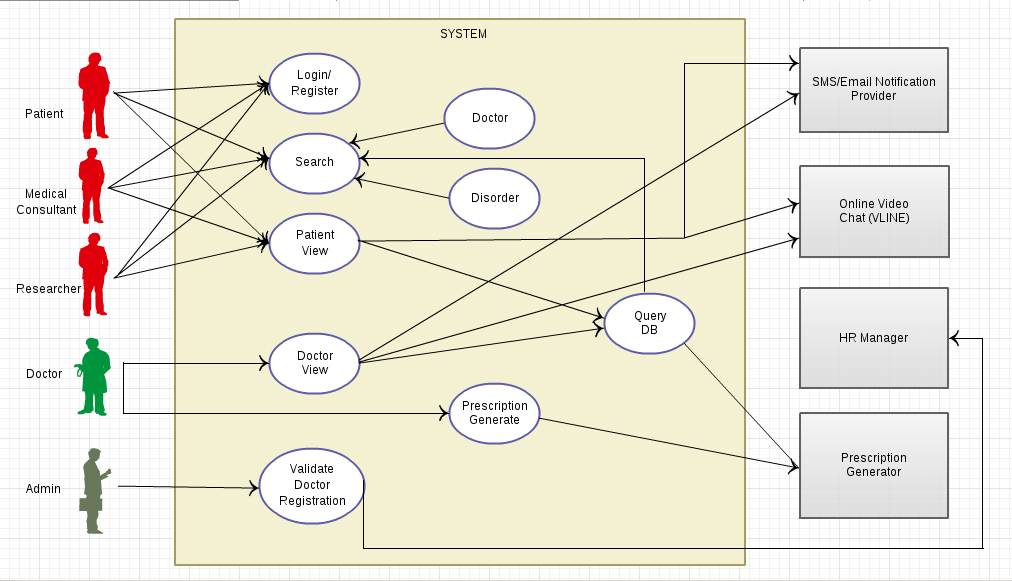 SYSTEM
Patient
Medical
Consultant
Researcher
Doctor
Admin
Login/
Register
Search
Patient
View
Doctor
Disorder
Doctor
View
Query
DB
Prescription
Generate
Validate
Doctor
Registration
SMS/Email Notification
Provider
Online Video
Chat (VLINE)
HR Manager
Prescription
Generator